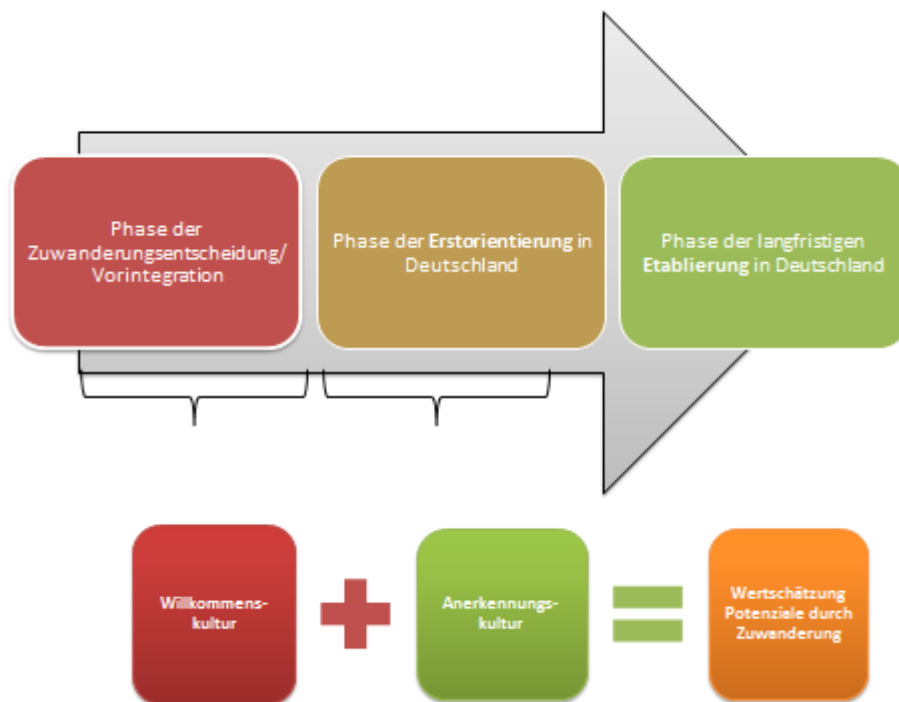 Phase der
Zuwanderungsentscheidung/
Vorintegration
Phase der Erstorientierung in
Deutschland
Phase der langfristigen
Etablierung in Deutschland
Willkommens-
kultur
Anerkennungs-
kultur
Wertschätzung
Potenziale durch
Zuwanderung